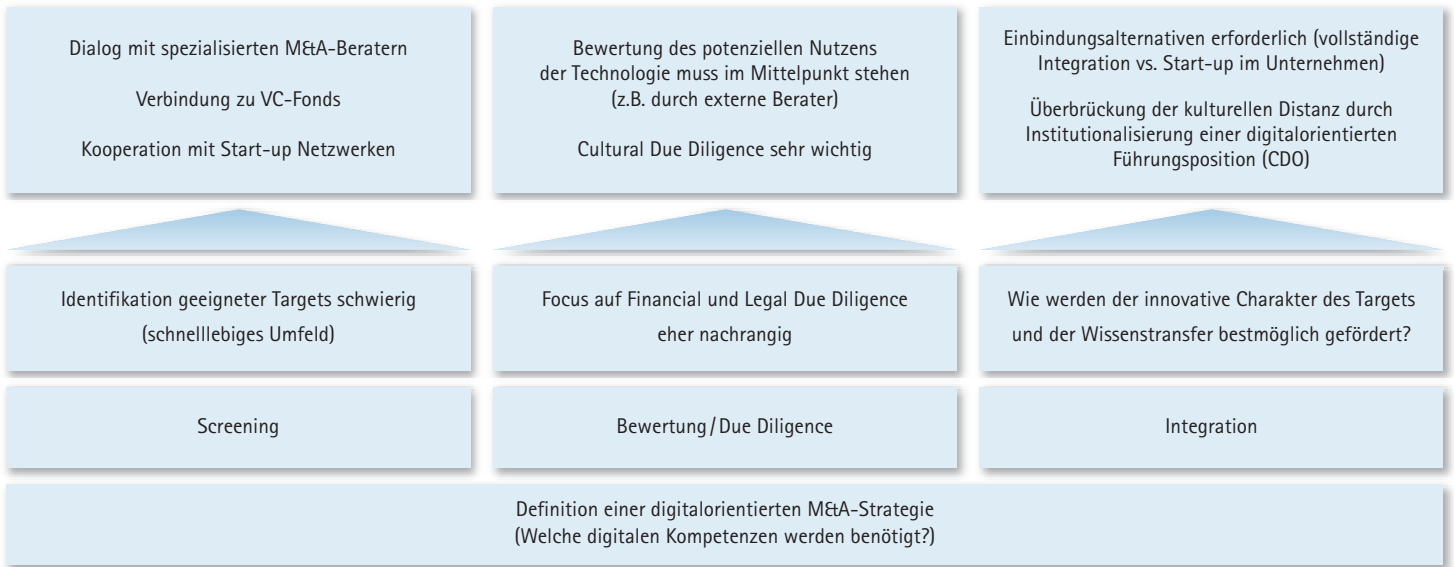 Dialog mit spezialisierten M&A-Beratern
Verbindung zu VC-Fonds
Kooperation mit Start-up Netzwerken
Bewertung des potenziellen Nutzens
der Technologie muss im Mittelpunkt stehen
(z.B. durch externe Berater)
Cultural Due Diligence sehr wichtig
Einbindungsalternativen erforderlich (vollständige
Integration vs. Start-up im Unternehmen)
Überbrückung der kulturellen Distanz durch
Institutionalisierung einer digitalorientierten
Führungsposition (CDO)
Identifikation geeigneter Targets schwierig
(schnelllebiges Umfeld)
Focus auf Financial und Legal Due Diligence
eher nachrangig
Wie werden der innovative Charakter des Targets
und der Wissenstransfer bestmöglich gefördert?
Screening
Bewertung/Due Diligence
Integration
Definition einer digitalorientierten M&A-Strategie
(Welche digitalen Kompetenzen werden benötigt?)